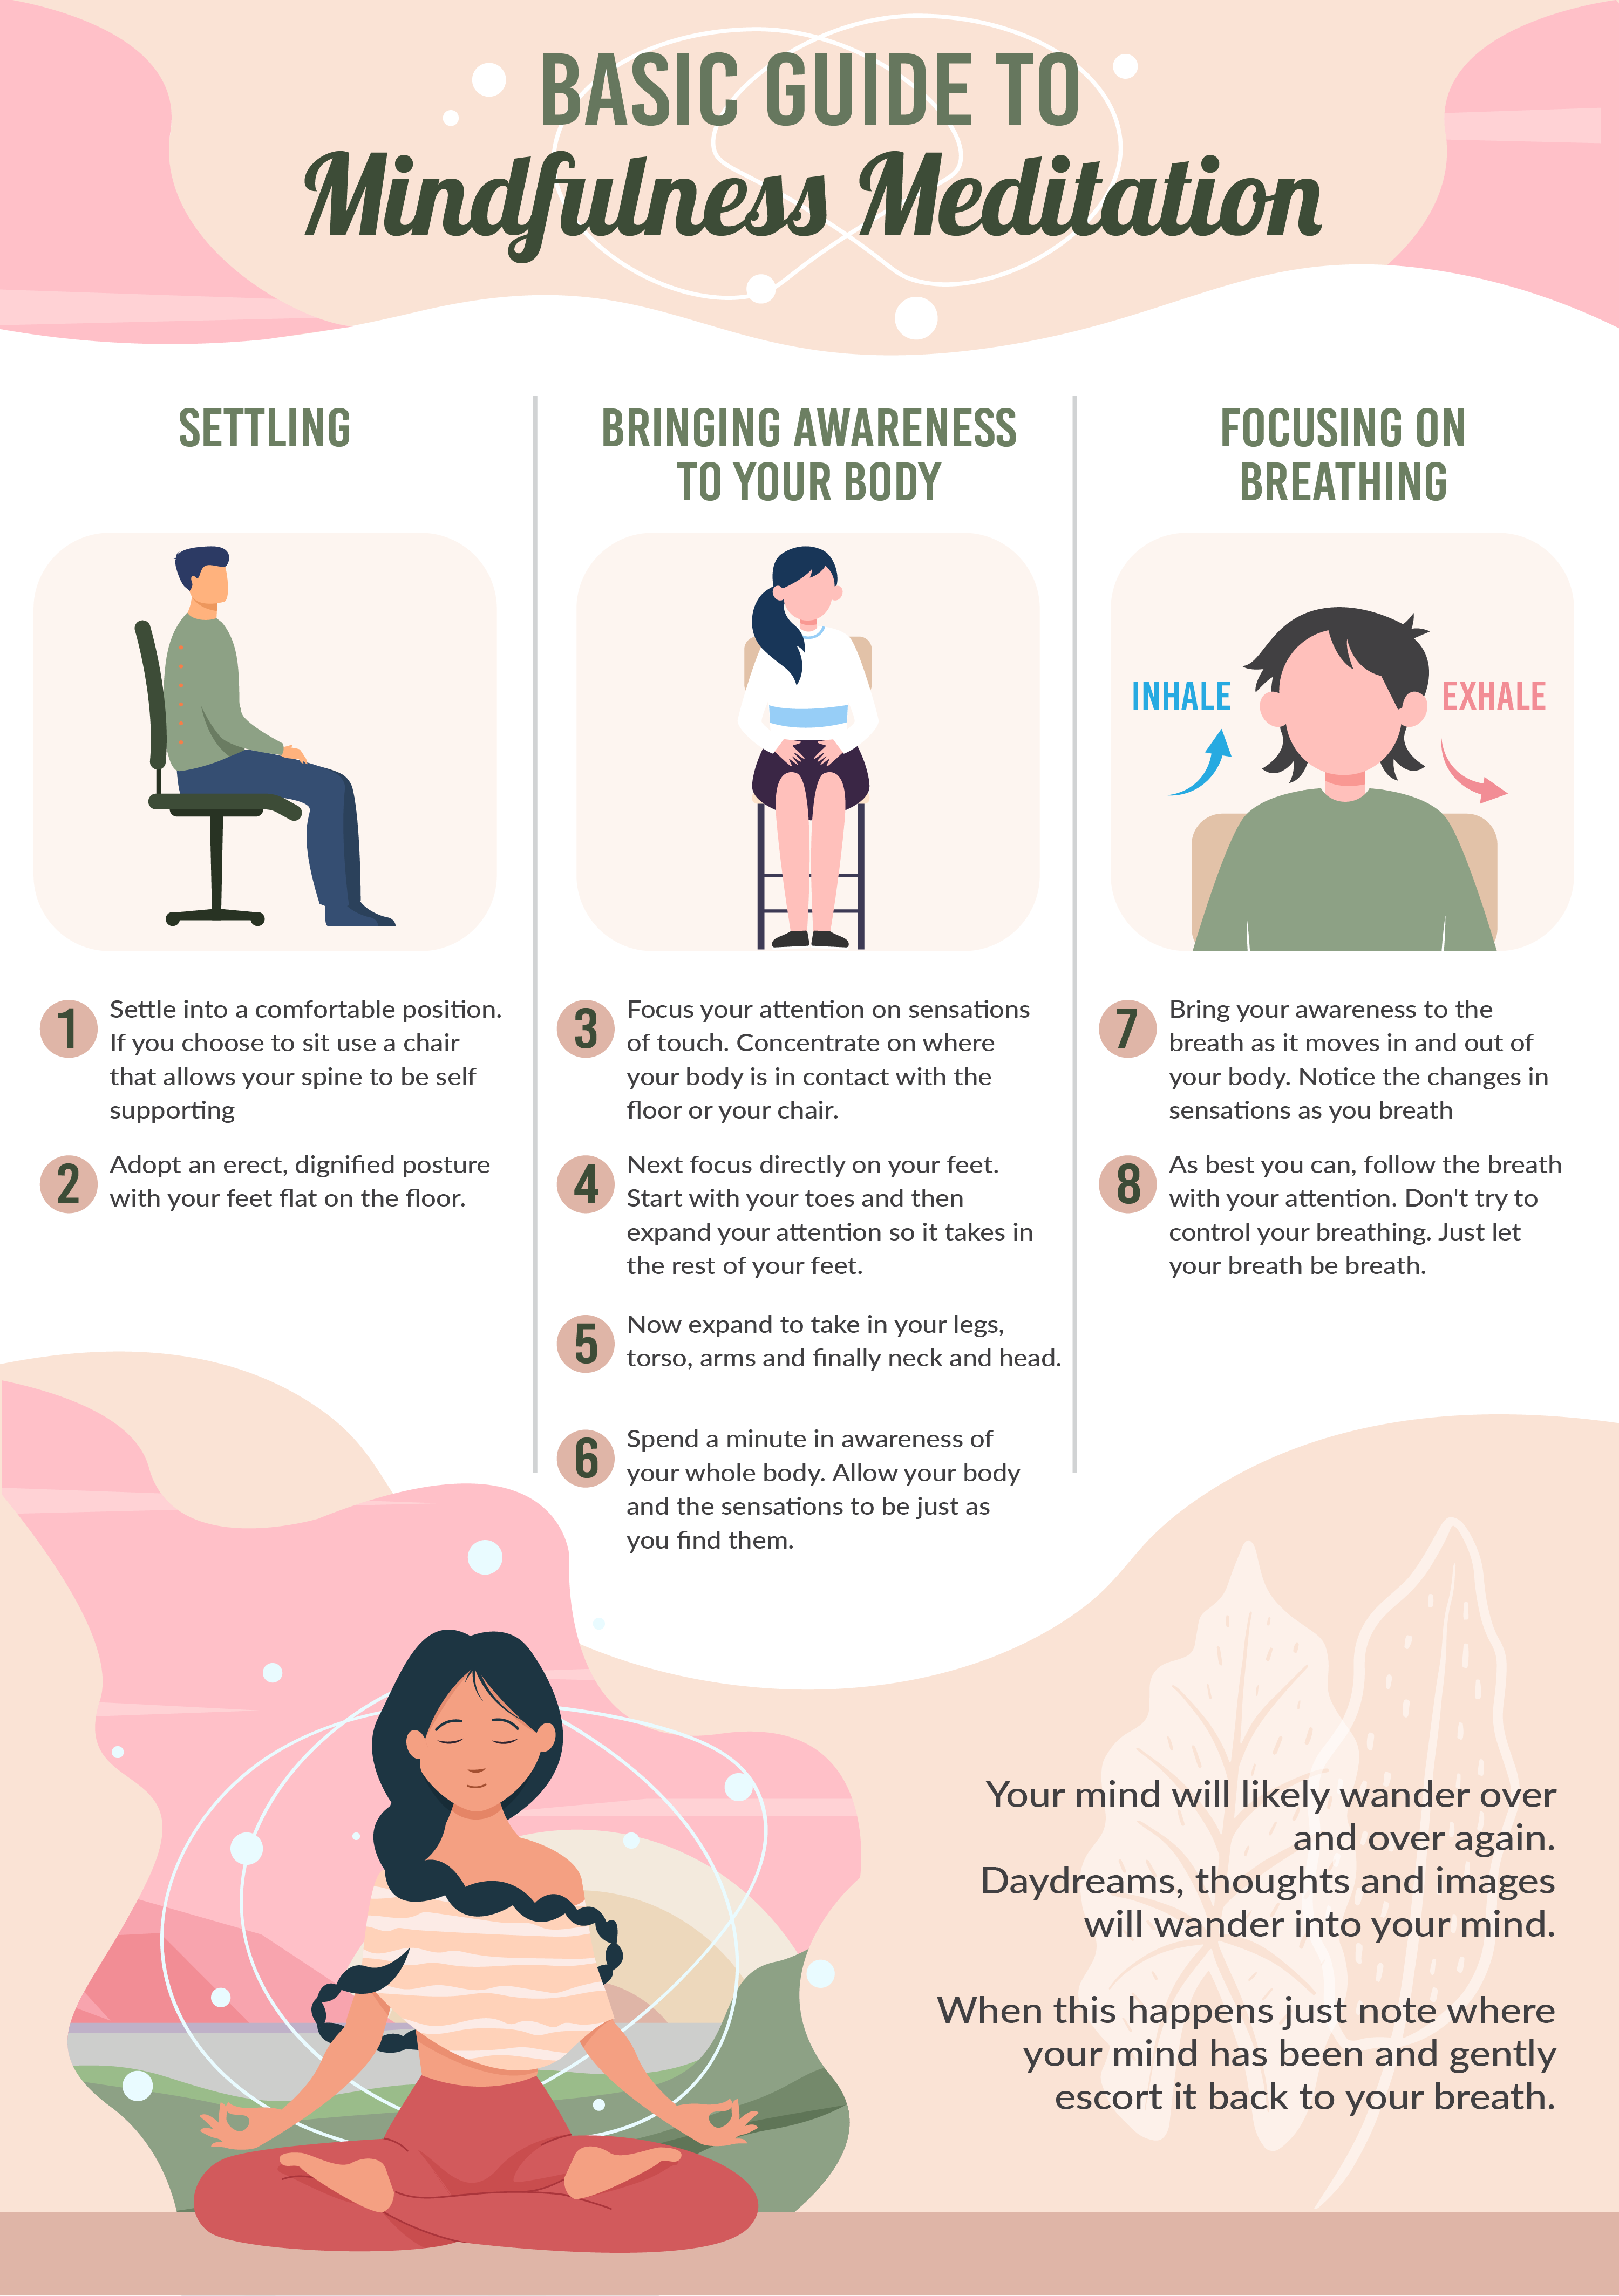 BASIC GUIDE TO
Mindfulness Meditation
SETTLING
1
Settle into a comfortable position.
If you choose to sit use a chair
that allows your spine to be self
supporting
2
Adopt an erect, dignified posture
with your feet flat on the floor.
BRINGING AWARENESS
TO YOUR BODY
3
Focus your attention on sensations
of touch. Concentrate on where
your body is in contact with the
floor or your chair.
4
Next focus directly on your feet.
Start with your toes and then
expand your attention so it takes in
the rest of your feet.
5
Now expand to take in your legs,
torso, arms and finally neck and head.
6
Spend a minute in awareness of
your whole body. Allow your body
and the sensations to be just as
you find them.
FOCUSING ON
BREATHING
INHALE
EXHALE
7
Bring your awareness to the
breath as it moves in and out of
your body. Notice the changes in
sensations as you breath
8
As best you can, follow the breath
with your attention. Don't try to
control your breathing. Just let
your breath be breath.
Your mind will likely wander over
and over again.
Daydreams, thoughts and images
will wander into your mind.
When this happens just note where
your mind has been and gently
escort it back to your breath.